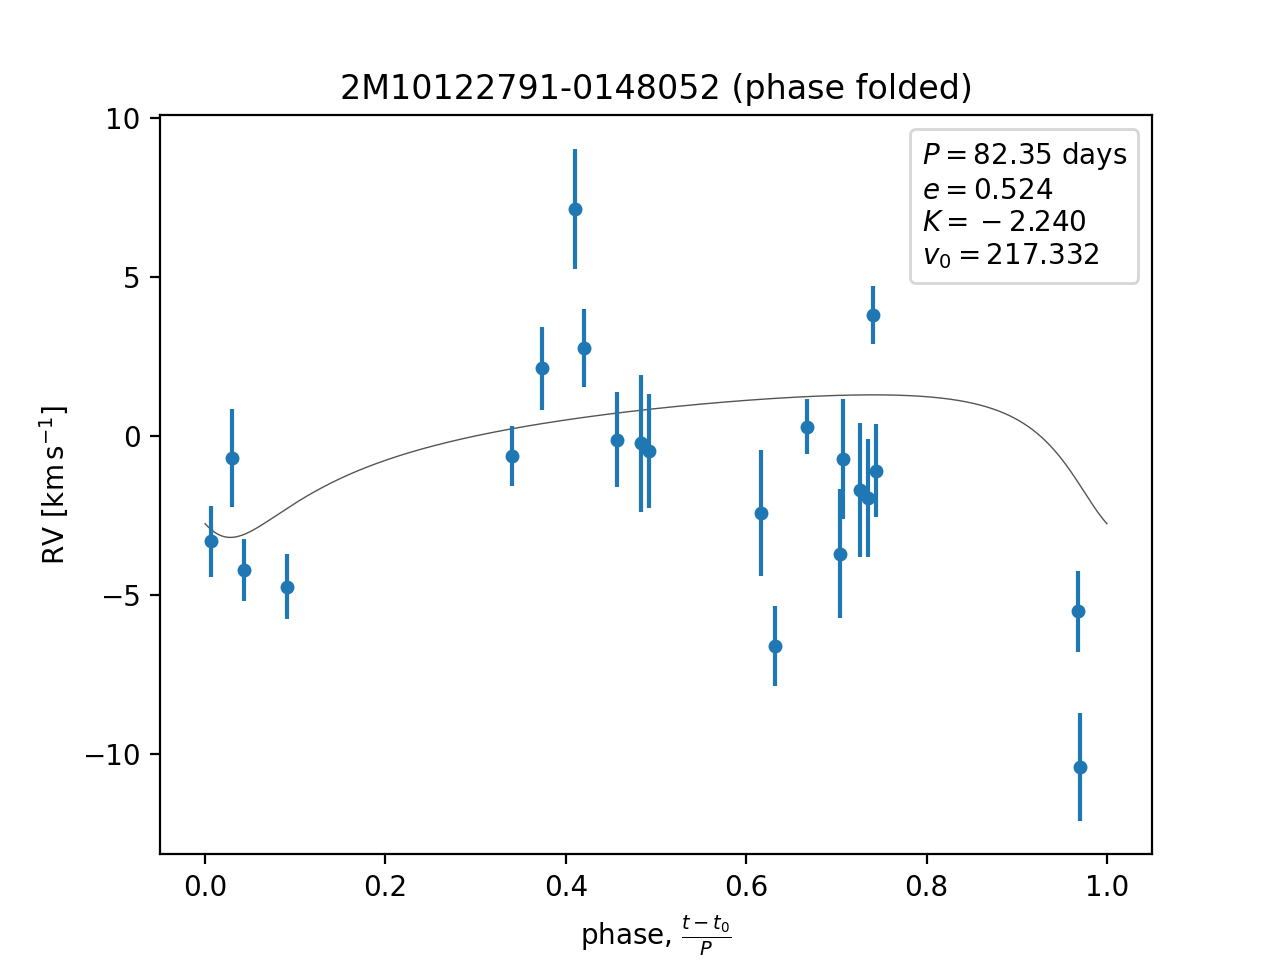 2M10122791-0148052 (phase folded)
P = 82.35 days
e = 0.524
K = −2.240
v₀ = 217.332
10
5
0
−5
−10
RV [km s⁻¹]
0.0 0.2 0.4 0.6 0.8 1.0
phase, (t − t₀)/P